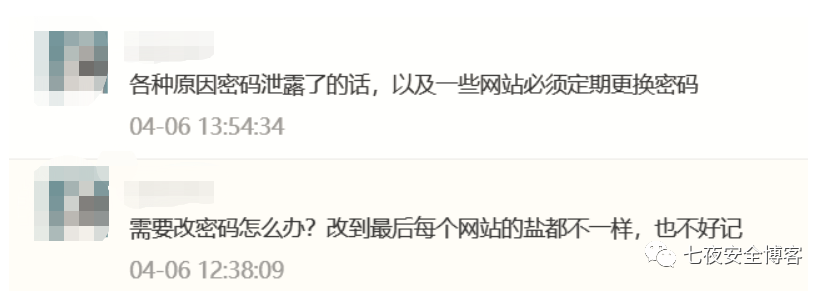 各种原因密码泄露了的话，以及一些网站必须定期更换密码
04-06 13:54:34
需要改密码怎么办？改到最后每个网站的盐都不一样，也不好记
七夜安全博客
04-06 12:38:09